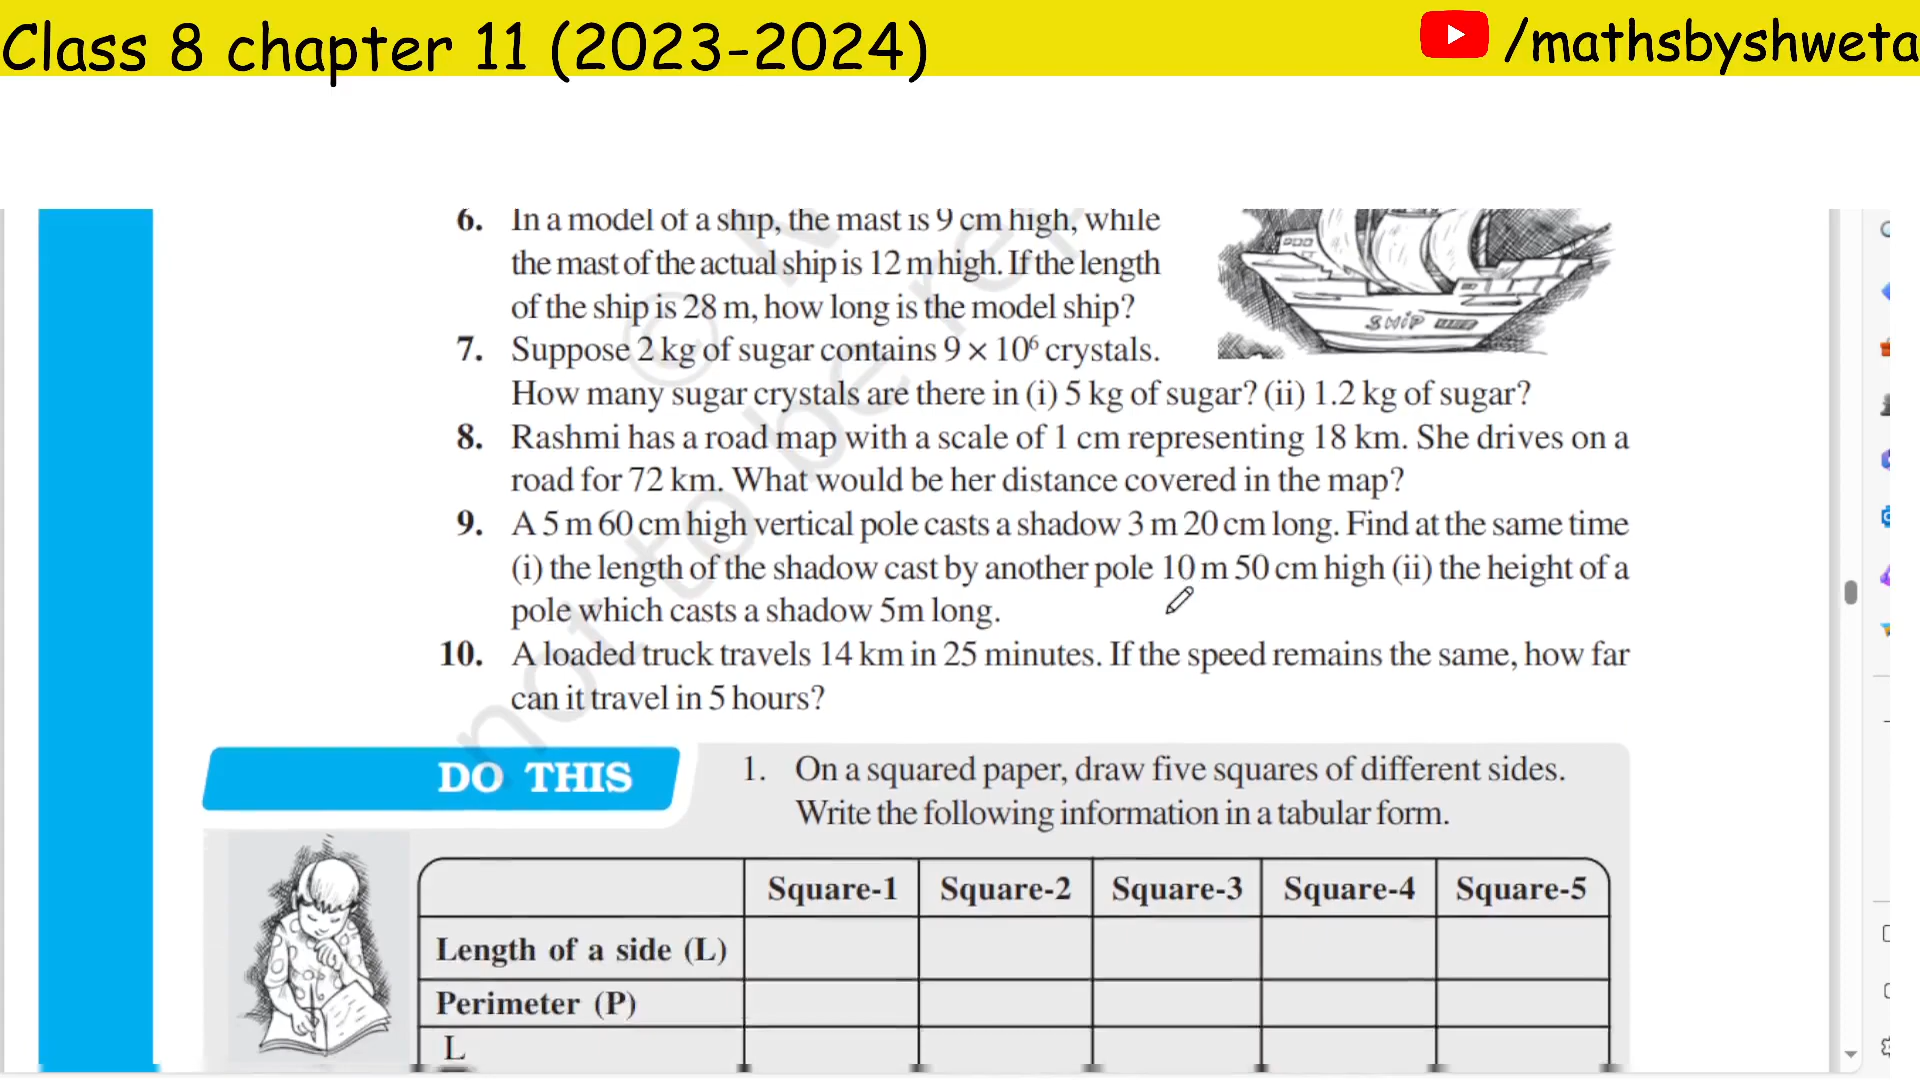 Class 8 chapter 11 (2023-2024)
/mathsbyshweta
6. In a model of a ship, the mast is 9 cm high, while
the mast of the actual ship is 12 m high. If the length
of the ship is 28 m, how long is the model ship?
SHIP
7. Suppose 2 kg of sugar contains 9 × 10⁶ crystals.
How many sugar crystals are there in (i) 5 kg of sugar? (ii) 1.2 kg of sugar?
8. Rashmi has a road map with a scale of 1 cm representing 18 km. She drives on a
road for 72 km. What would be her distance covered in the map?
9. A 5 m 60 cm high vertical pole casts a shadow 3 m 20 cm long. Find at the same time
(i) the length of the shadow cast by another pole 10 m 50 cm high (ii) the height of a
pole which casts a shadow 5m long.
10. A loaded truck travels 14 km in 25 minutes. If the speed remains the same, how far
can it travel in 5 hours?
not to be re
DO THIS
1. On a squared paper, draw five squares of different sides.
Write the following information in a tabular form.
Square-1 Square-2 Square-3 Square-4 Square-5
Length of a side (L)
Perimeter (P)
L